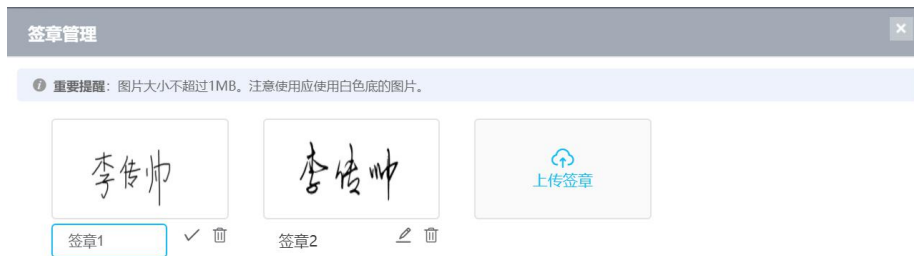 签章管理
重要提醒：图片大小不超过1MB。注意使用应使用白色底的图片。
李传帅 李传帅
上传签章
签章1 签章2